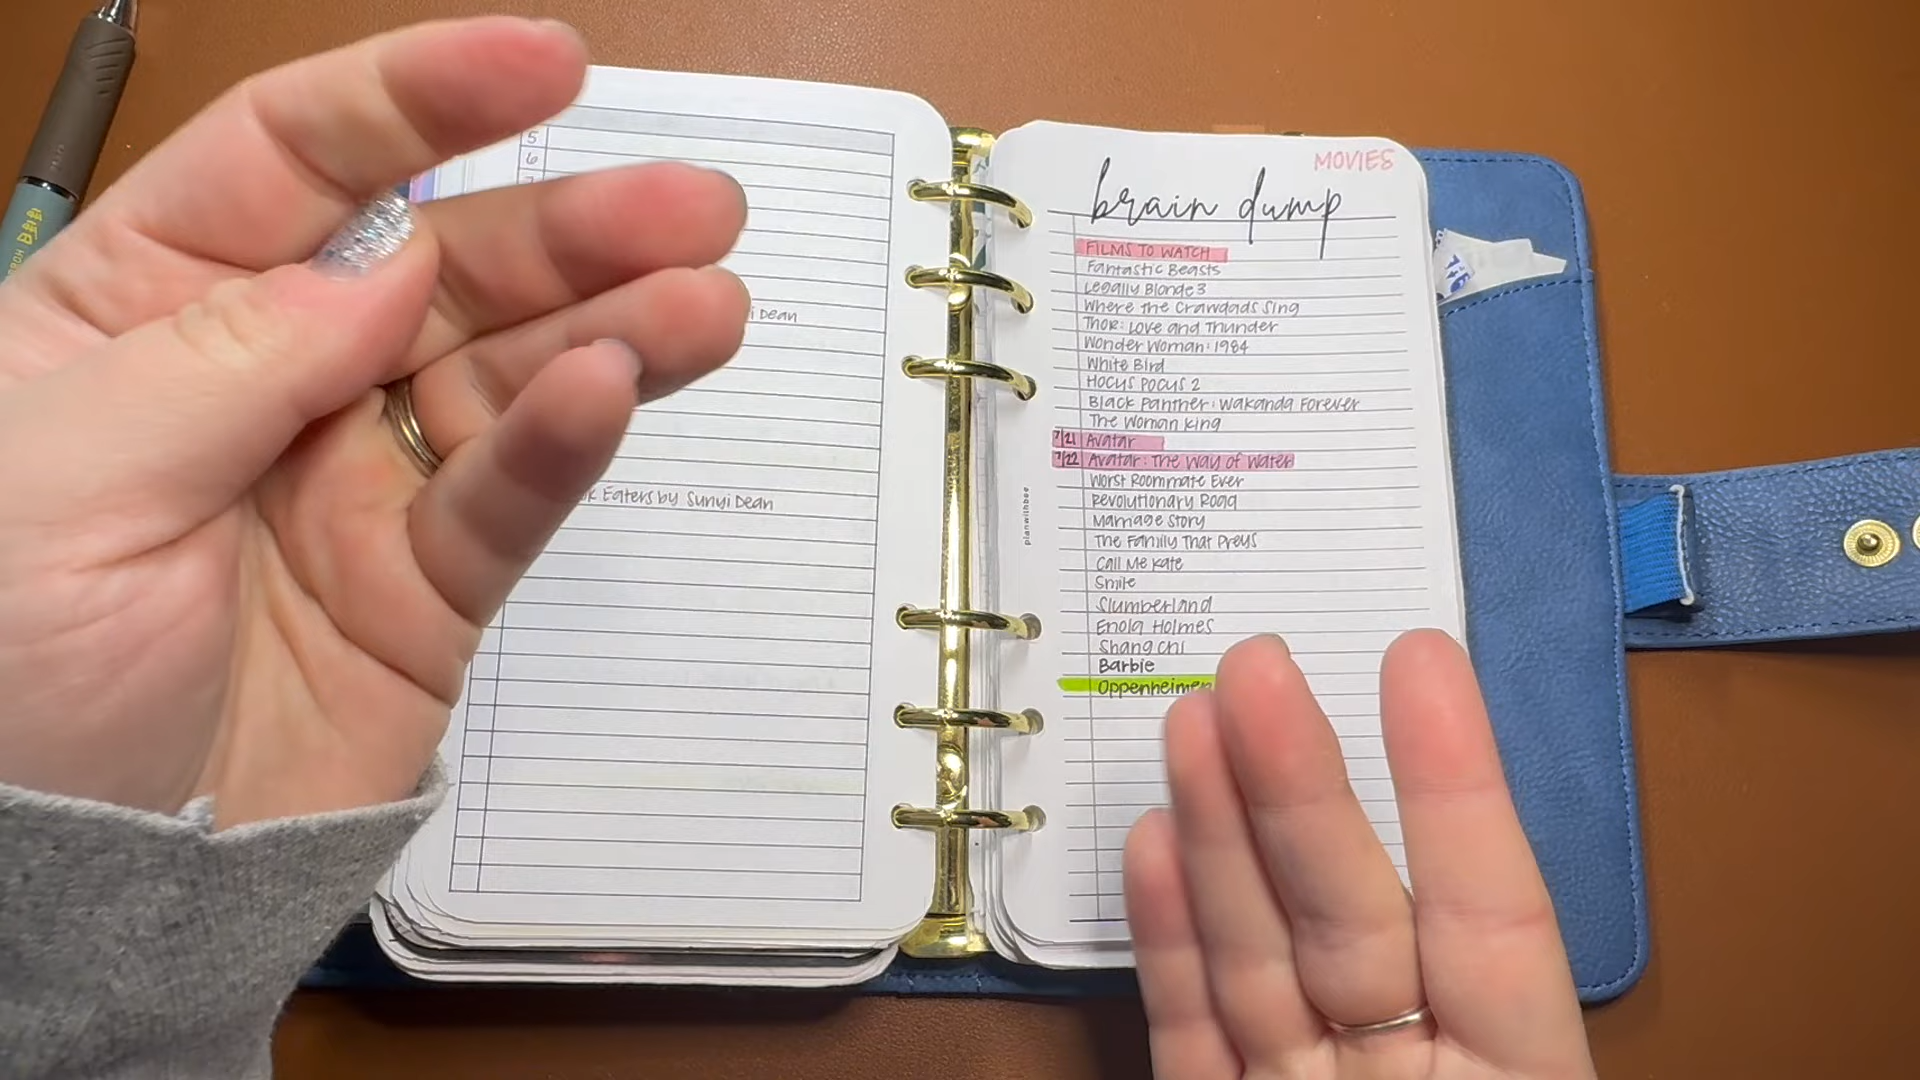 5
6
i Dean
Eaters by Sunyi Dean
MOVIES
brain dump
FILMS TO WATCH
Fantastic Beasts
Legally Blonde 3
Where the Crawdads Sing
Thor: Love and Thunder
Wonder Woman: 1984
White Bird
Hocus Pocus 2
Black Panther: Wakanda Forever
The Woman King
7/21 Avatar
7/22 Avatar: The Way of Water
Worst Roommate Ever
Revolutionary Road
Marriage Story
The Family That Preys
Call Me Kate
Smile
Slumberland
Enola Holmes
Shang Chi
Barbie
Oppenheimer
planwithbee